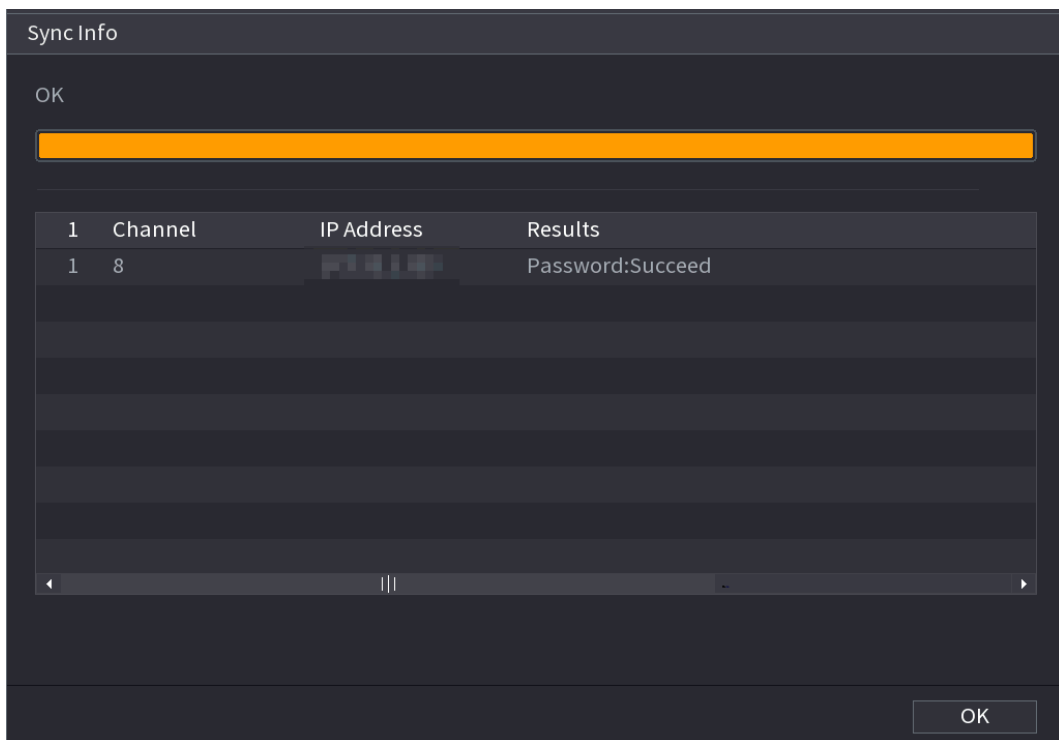 Sync Info
OK
1 Channel IP Address Results
1 8 Password:Succeed
OK